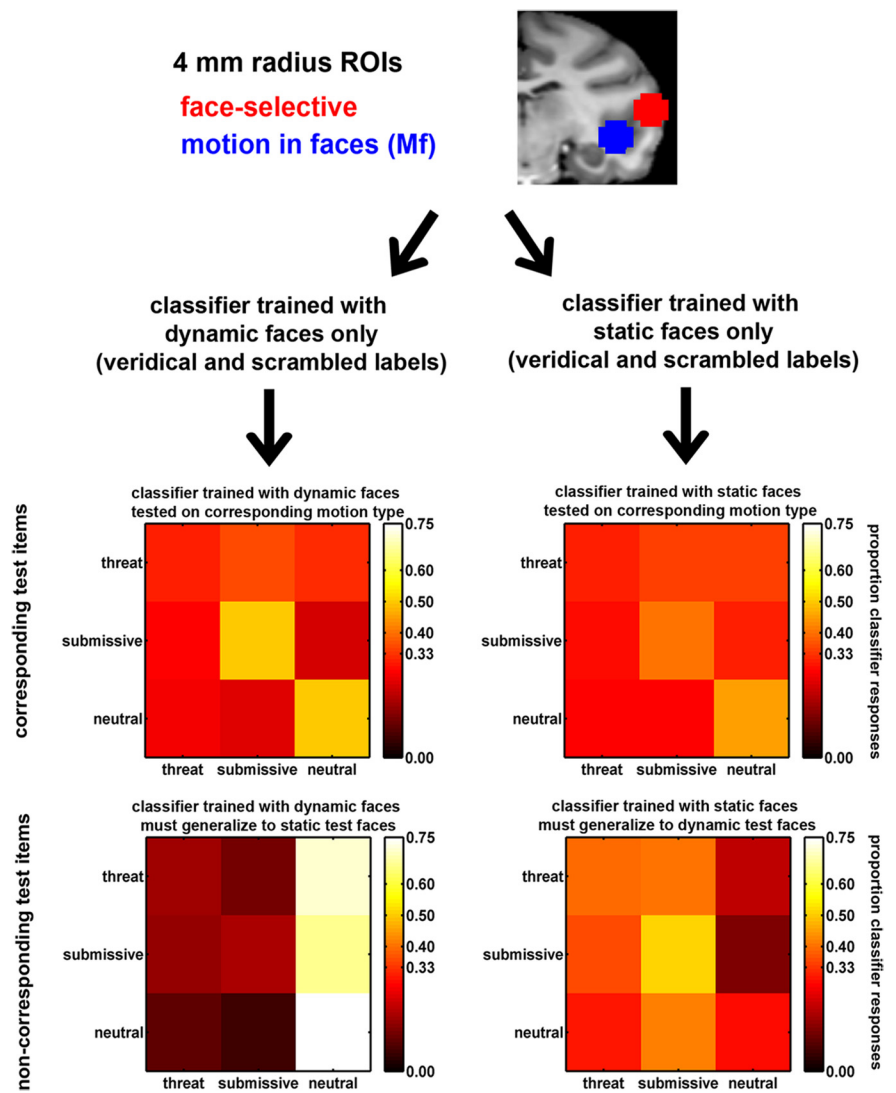 4 mm radius ROIs
face-selective
motion in faces (Mf)
classifier trained with
dynamic faces only
(veridical and scrambled labels)
classifier trained with
static faces only
(veridical and scrambled labels)
corresponding test items
classifier trained with dynamic faces
tested on corresponding motion type
threat
submissive
neutral
threat submissive neutral
0.75
0.60
0.50
0.40
0.33
0.00
classifier trained with static faces
tested on corresponding motion type
threat
submissive
neutral
threat submissive neutral
0.75
0.60
0.50
0.40
0.33
0.00
proportion classifier responses
non-corresponding test items
classifier trained with dynamic faces
must generalize to static test faces
threat
submissive
neutral
threat submissive neutral
0.75
0.60
0.50
0.40
0.33
0.00
classifier trained with static faces
must generalize to dynamic test faces
threat
submissive
neutral
threat submissive neutral
0.75
0.60
0.50
0.40
0.33
0.00
proportion classifier responses